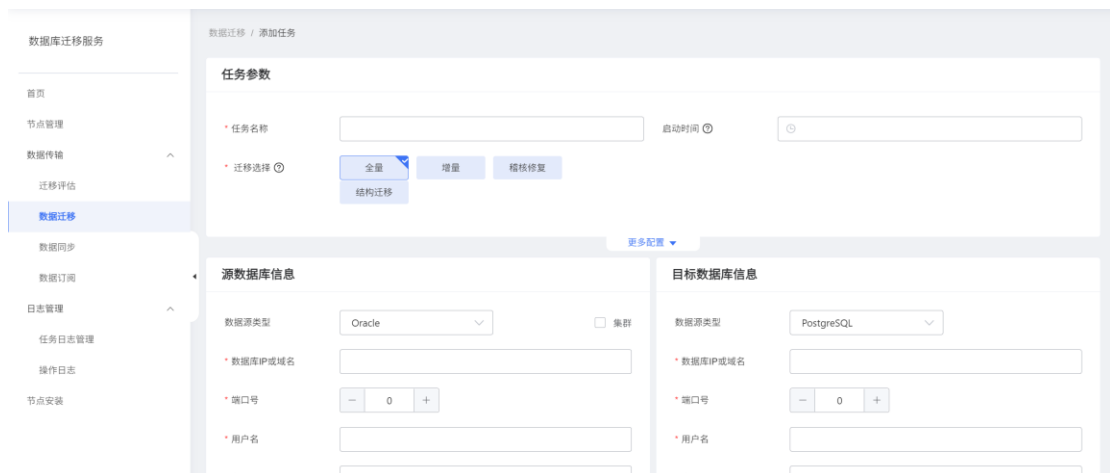 数据库迁移服务
首页
节点管理
数据传输
迁移评估
数据迁移
数据同步
数据订阅
日志管理
任务日志管理
操作日志
节点安装
数据迁移 / 添加任务
任务参数
* 任务名称
启动时间 ?
* 迁移选择 ?
全量 增量 稽核修复
结构迁移
更多配置
源数据库信息
数据源类型 Oracle 集群
* 数据库IP或域名
* 端口号 − 0 +
* 用户名
目标数据库信息
数据源类型 PostgreSQL
* 数据库IP或域名
* 端口号 − 0 +
* 用户名